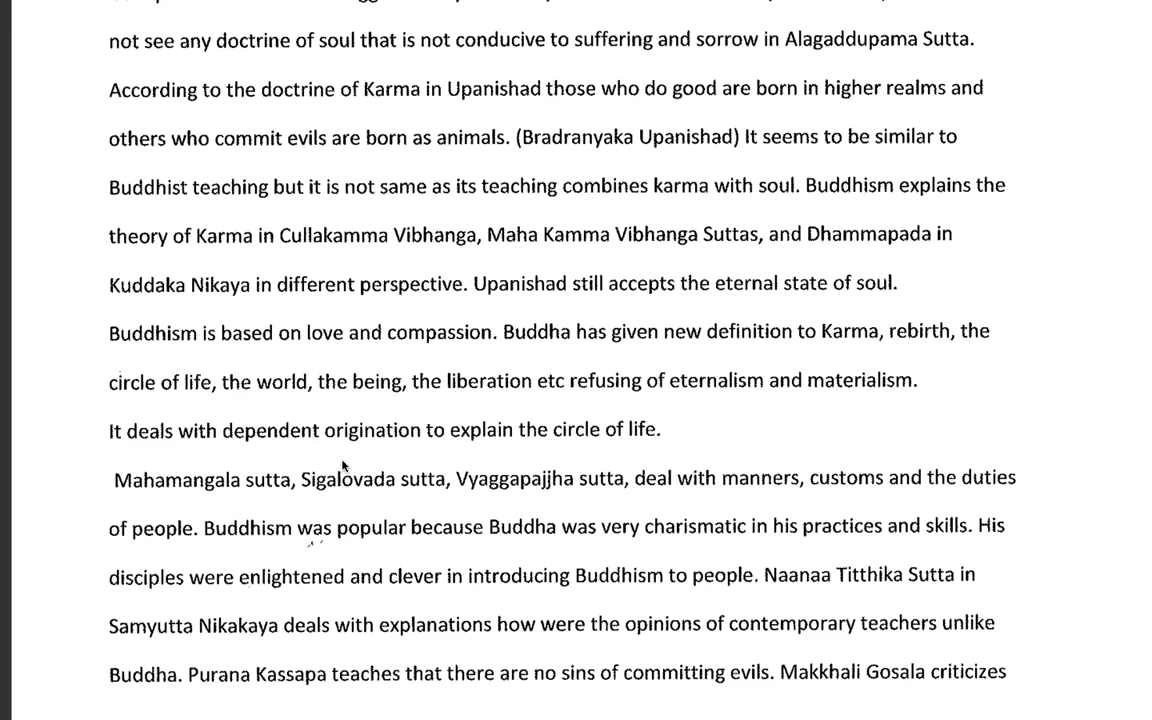 not see any doctrine of soul that is not conducive to suffering and sorrow in Alagaddupama Sutta.
According to the doctrine of Karma in Upanishad those who do good are born in higher realms and
others who commit evils are born as animals. (Bradranyaka Upanishad) It seems to be similar to
Buddhist teaching but it is not same as its teaching combines karma with soul. Buddhism explains the
theory of Karma in Cullakamma Vibhanga, Maha Kamma Vibhanga Suttas, and Dhammapada in
Kuddaka Nikaya in different perspective. Upanishad still accepts the eternal state of soul.
Buddhism is based on love and compassion. Buddha has given new definition to Karma, rebirth, the
circle of life, the world, the being, the liberation etc refusing of eternalism and materialism.
It deals with dependent origination to explain the circle of life.
Mahamangala sutta, Sigalovada sutta, Vyaggapajjha sutta, deal with manners, customs and the duties
of people. Buddhism was popular because Buddha was very charismatic in his practices and skills. His
disciples were enlightened and clever in introducing Buddhism to people. Naanaa Titthika Sutta in
Samyutta Nikakaya deals with explanations how were the opinions of contemporary teachers unlike
Buddha. Purana Kassapa teaches that there are no sins of committing evils. Makkhali Gosala criticizes